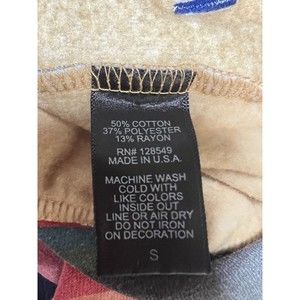 50% COTTON
37% POLYESTER
13% RAYON
RN# 128549
MADE IN U.S.A.
MACHINE WASH
COLD WITH
LIKE COLORS
INSIDE OUT
LINE OR AIR DRY
DO NOT IRON
ON DECORATION
S